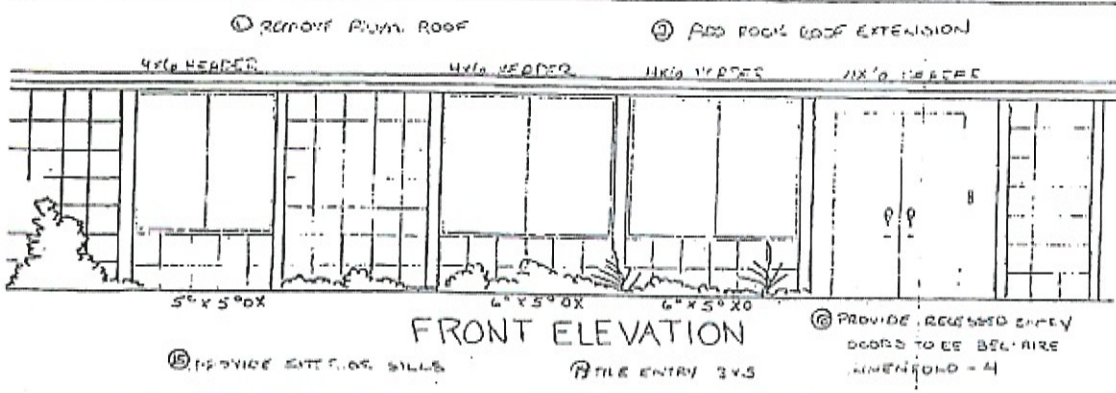 ① REMOVE ROOF
② ADD ROCK ROOF EXTENSION
4x6 HEADER 4x6 HEADER 4x6 HEADER 4x6 HEADER
5⁰ x 5⁰ OX 6⁰ x 5⁰ OX 6⁰ x 5⁰ XO
FRONT ELEVATION
⑮ PROVIDE SILLS
TILE ENTRY 3x5
PROVIDE RECESSED ENTRY
DOORS TO BE BEL-AIRE
LINENFOLD - 4